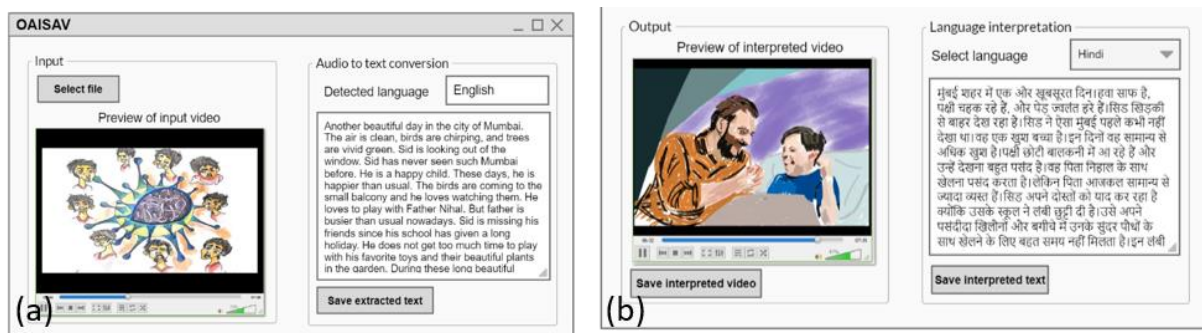 OAISAV
Input
Select file
Preview of input video
Audio to text conversion
Detected language
English
Another beautiful day in the city of Mumbai.
The air is clean, birds are chirping, and trees
are vivid green. Sid is looking out of the
window. Sid has never seen such Mumbai
before. He is a happy child. These days, he is
happier than usual. The birds are coming to the
small balcony and he loves watching them. He
loves to play with Father Nihal. But father is
busier than usual nowadays. Sid is missing his
friends since his school has given a long
holiday. He does not get too much time to play
with his favorite toys and their beautiful plants
in the garden. During these long beautiful
Save extracted text
(a)
Output
Preview of interpreted video
Save interpreted video
Language interpretation
Select language
Hindi
मुंबई शहर में एक और खूबसूरत दिन।हवा साफ है,
पक्षी चहक रहे हैं, और पेड़ ज्वलंत हरे हैं।सिड खिड़की
से बाहर देख रहा है।सिड ने ऐसा मुंबई पहले कभी नहीं
देखा था।वह एक खुश बच्चा है।इन दिनों वह सामान्य से
अधिक खुश है।पक्षी छोटी बालकनी में आ रहे हैं और
उन्हें देखना बहुत पसंद है।वह पिता निहाल के साथ
खेलना पसंद करता है।लेकिन पिता आजकल सामान्य से
ज्यादा व्यस्त हैं।सिड अपने दोस्तों को याद कर रहा है
क्योंकि उसके स्कूल ने लंबी छुट्टी दी है।उसे अपने
पसंदीदा खिलौनों और बगीचे में उनके सुंदर पौधों के
साथ खेलने के लिए बहुत समय नहीं मिलता है।इन लंबी
Save interpreted text
(b)